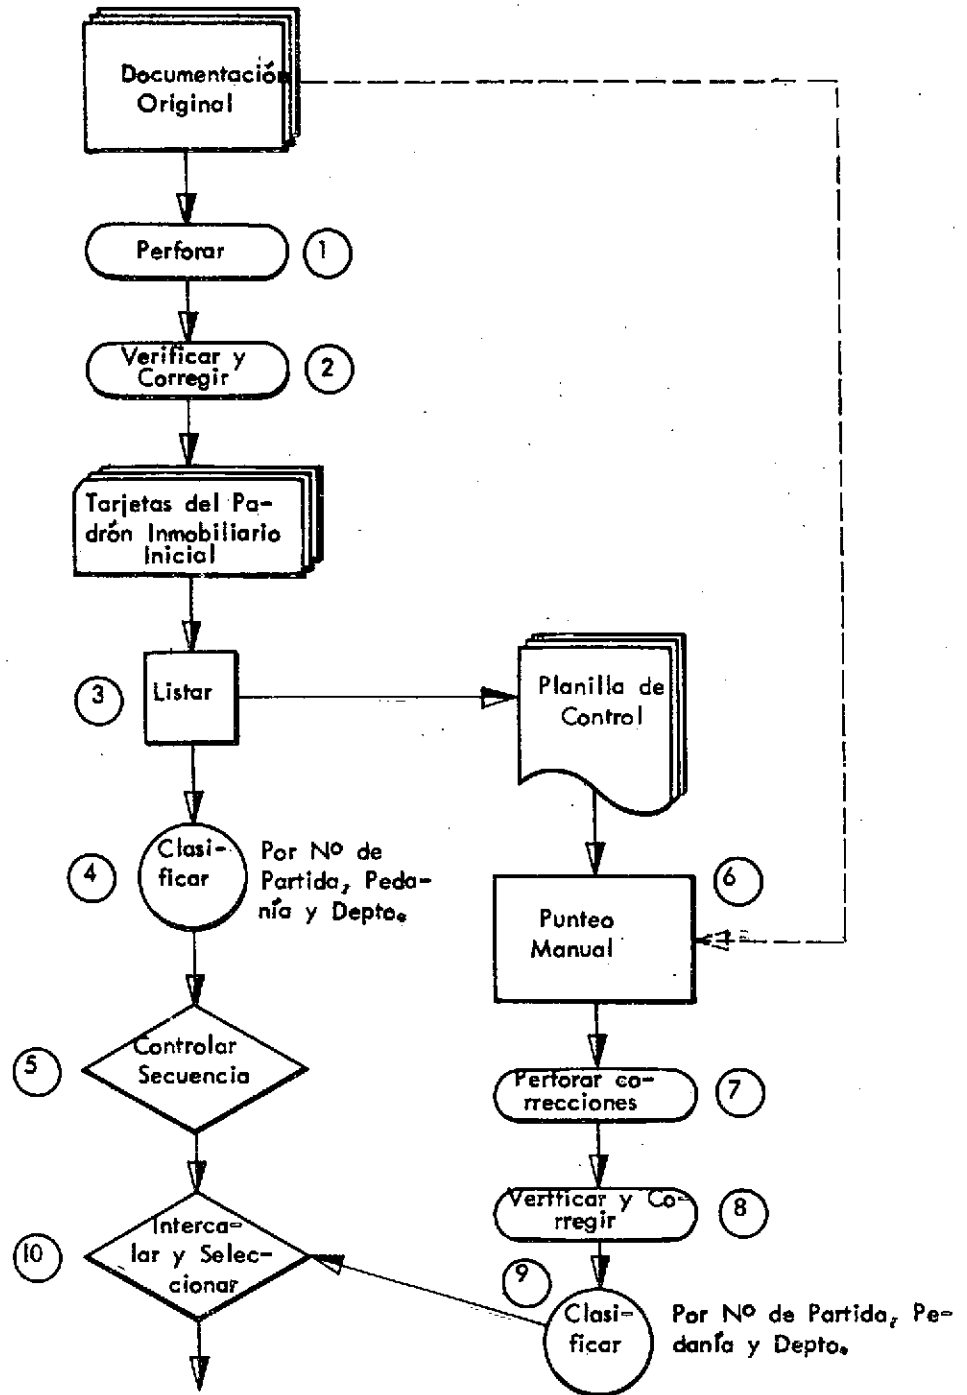 Documentación
Original
Perforar
1
Verificar y
Corregir
2
Tarjetas del Pa-
drón Inmobiliario
Inicial
3
Listar
Planilla de
Control
4
Clasi-
ficar
Por Nº de
Partida, Peda-
nía y Depto.
6
Punteo
Manual
5
Controlar
Secuencia
Perforar co-
rrecciones
7
Verificar y Co-
rregir
8
10
Interca-
lar y Selec-
cionar
9
Clasi-
ficar
Por Nº de Partida, Pe-
danía y Depto.